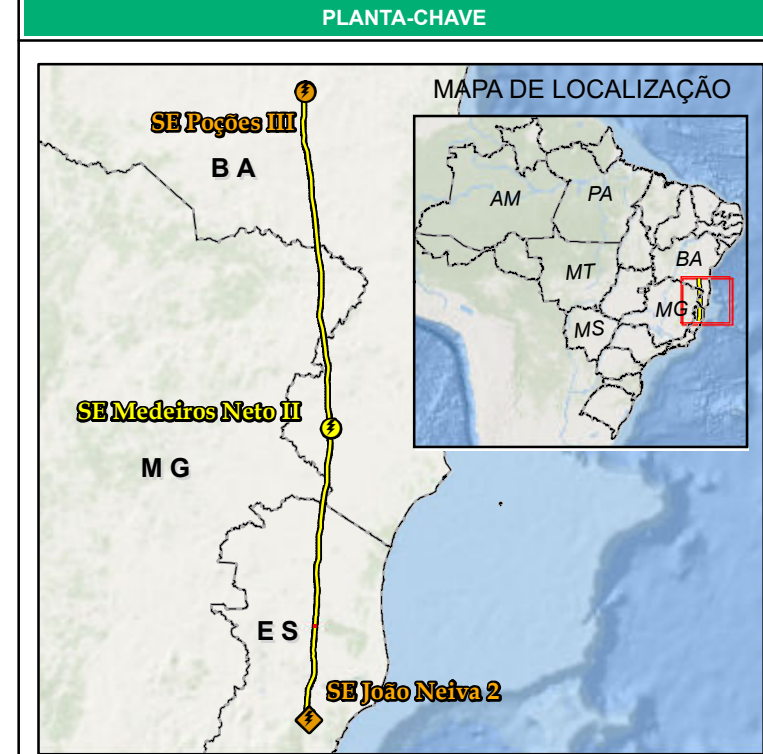 PLANTA-CHAVE
MAPA DE LOCALIZAÇÃO
SE Poções III
B A
AM
PA
BA
MT
MG
MS
SE Medeiros Neto II
M G
E S
SE João Neiva 2